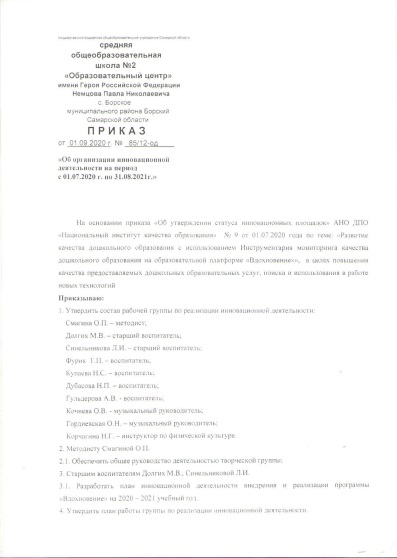 государственное бюджетное общеобразовательное учреждение Самарской области
средняя
общеобразовательная
школа №2
«Образовательный центр»
имени Героя Российской Федерации
Немцова Павла Николаевича
с. Борское
муниципального района Борский
Самарской области
ПРИКАЗ
от 01.09.2020 г. № 85/12-од
«Об организации инновационной
деятельности на период
с 01.07.2020 г. по 31.08.2021г.»
На основании приказа «Об утверждении статуса инновационных площадок» АНО ДПО
«Национальный институт качества образования» № 9 от 01.07.2020 года по теме: «Развитие
качества дошкольного образования с использованием Инструментария мониторинга качества
дошкольного образования на образовательной платформе «Вдохновение»», в целях повышения
качества предоставляемых дошкольных образовательных услуг, поиска и использования в работе
новых технологий
Приказываю:
1. Утвердить состав рабочей группы по реализации инновационной деятельности:
Смагина О.П. – методист;
Долгих М.В. – старший воспитатель;
Синельникова Л.И. – старший воспитатель;
Фурик Т.П. – воспитатель;
Купаева Н.С. – воспитатель;
Дубасова Н.П. – воспитатель;
Гульдерова А.В. - воспитатель;
Кочнева О.В. - музыкальный руководитель;
Гордиевская О.Н. – музыкальный руководитель;
Корчагина Н.Г. – инструктор по физической культуре
2. Методисту Смагиной О.П.
2.1. Обеспечить общее руководство деятельностью творческой группы;
3. Старшим воспитателям Долгих М.В., Синельниковой Л.И.
3.1. Разработать план инновационной деятельности внедрения и реализации программы
«Вдохновение» на 2020 – 2021 учебный год.
4. Утвердить план работы группы по реализации инновационной деятельности.